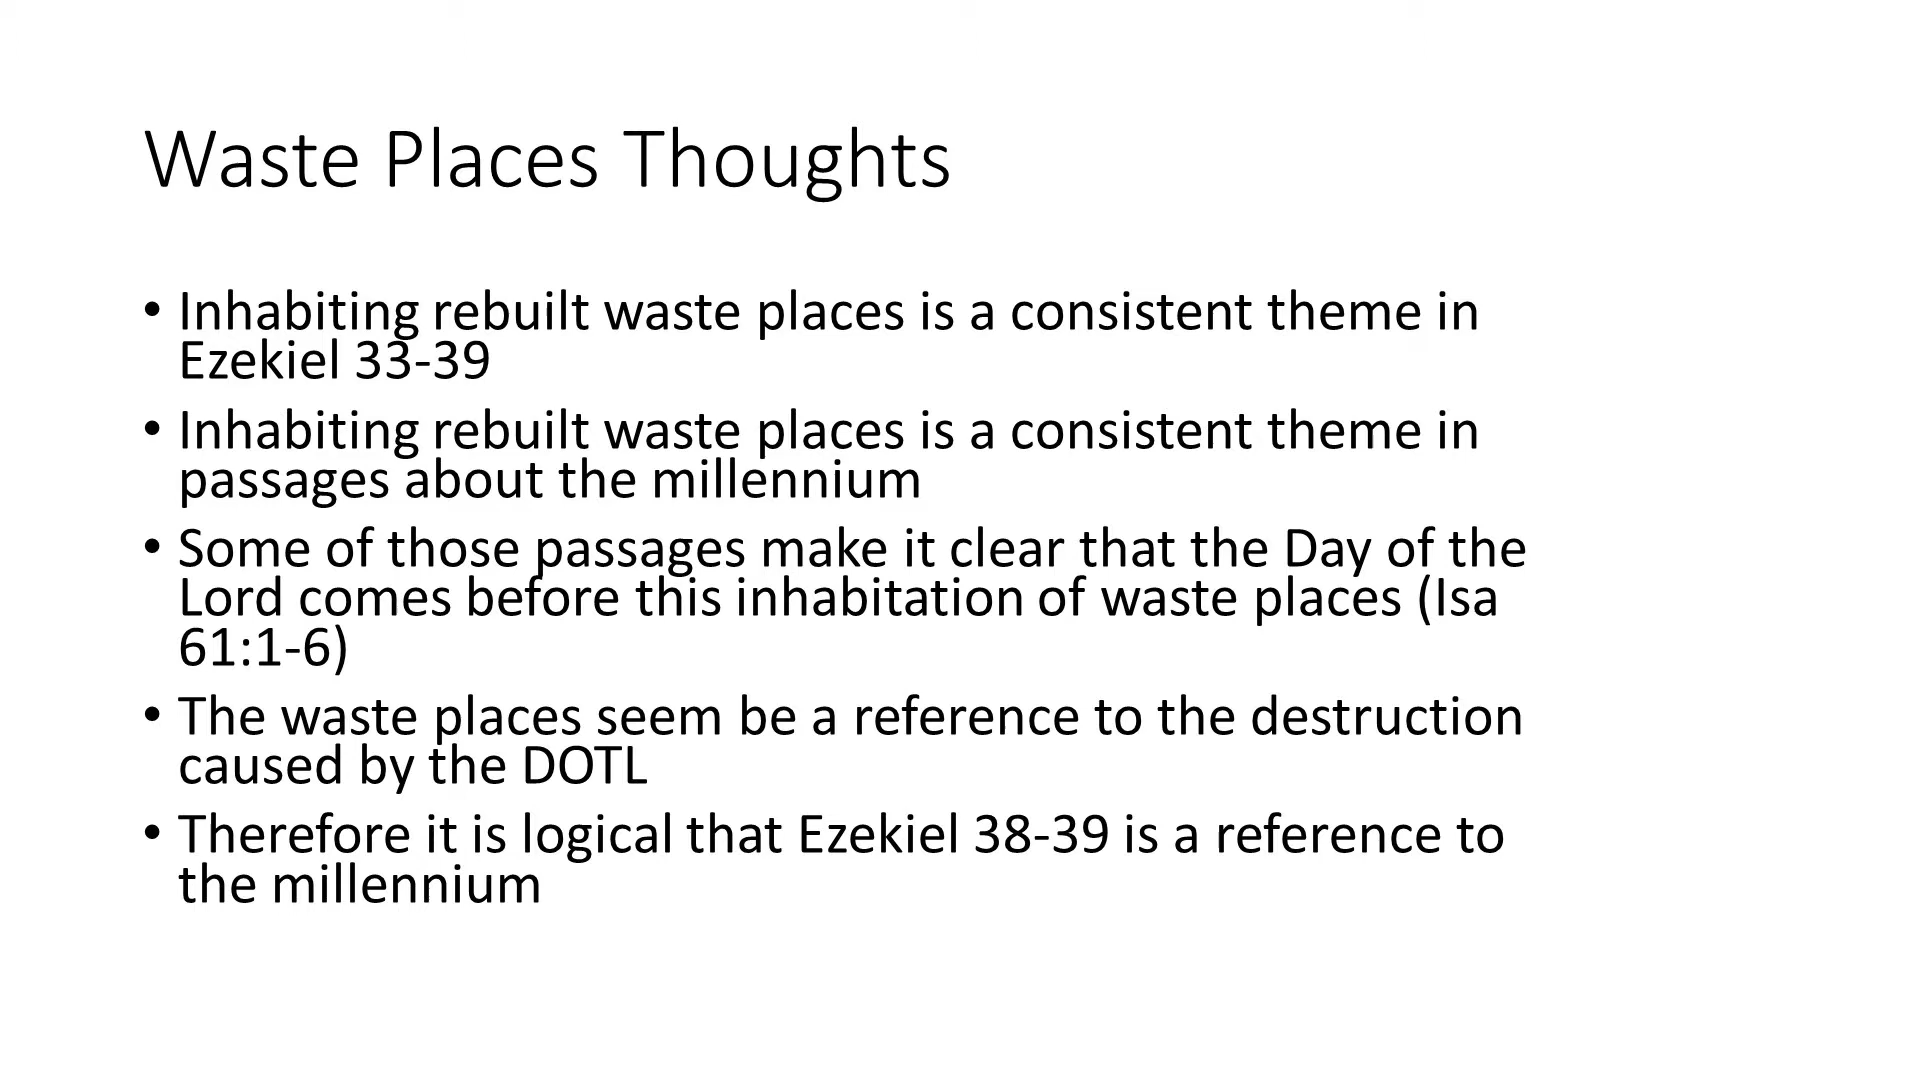 Waste Places Thoughts
• Inhabiting rebuilt waste places is a consistent theme in
Ezekiel 33-39
• Inhabiting rebuilt waste places is a consistent theme in
passages about the millennium
• Some of those passages make it clear that the Day of the
Lord comes before this inhabitation of waste places (Isa
61:1-6)
• The waste places seem be a reference to the destruction
caused by the DOTL
• Therefore it is logical that Ezekiel 38-39 is a reference to
the millennium